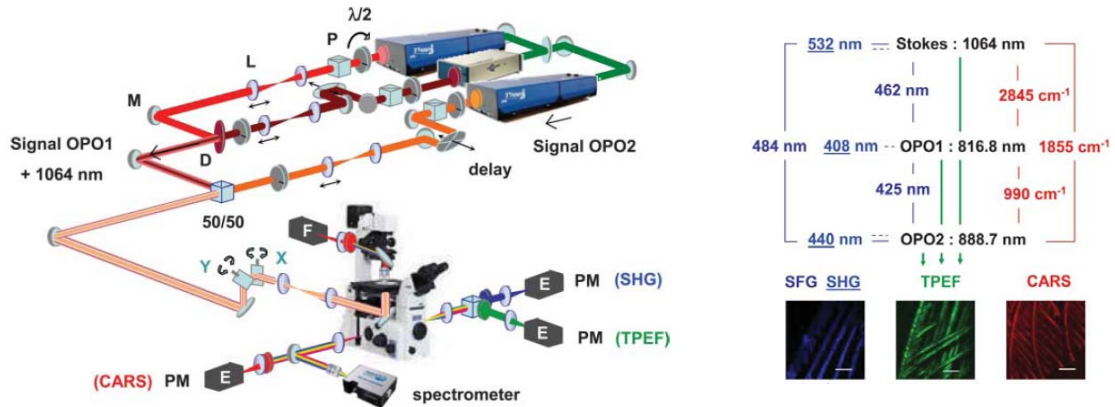 λ/2
P
L
M
Signal OPO1
+ 1064 nm
D
Signal OPO2
delay
50/50
F
Y
X
E
PM
(SHG)
E
PM
(TPEF)
(CARS)
PM
E
spectrometer
532 nm
Stokes : 1064 nm
462 nm
2845 cm⁻¹
484 nm
408 nm
OPO1 : 816.8 nm
1855 cm⁻¹
425 nm
990 cm⁻¹
440 nm
OPO2 : 888.7 nm
SFG SHG
TPEF
CARS